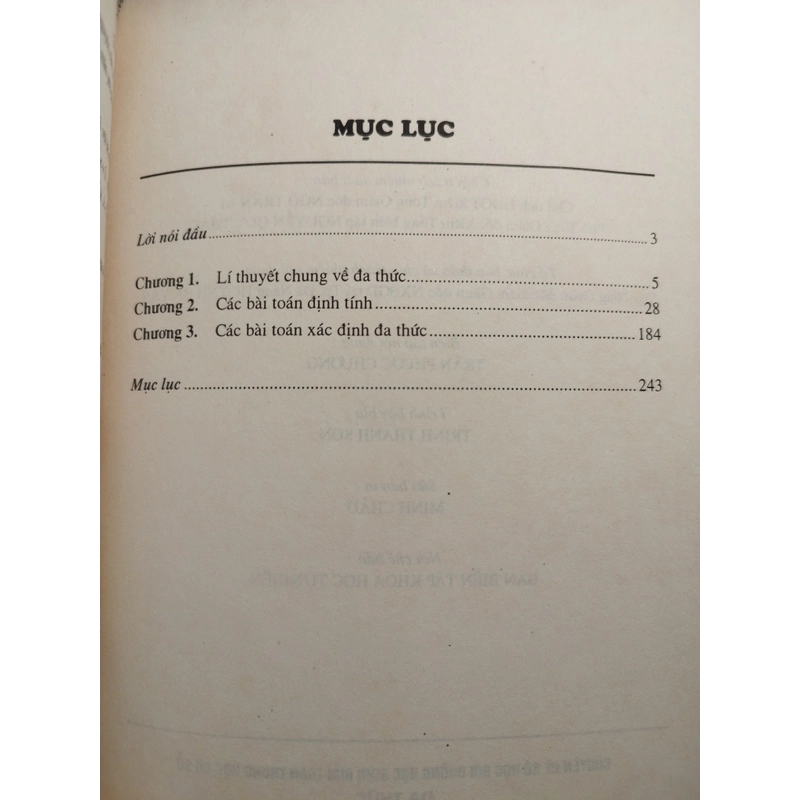 MỤC LỤC
Lời nói đầu 3
Chương 1. Lí thuyết chung về đa thức 5
Chương 2. Các bài toán định tính 28
Chương 3. Các bài toán xác định đa thức 184
Mục lục 243